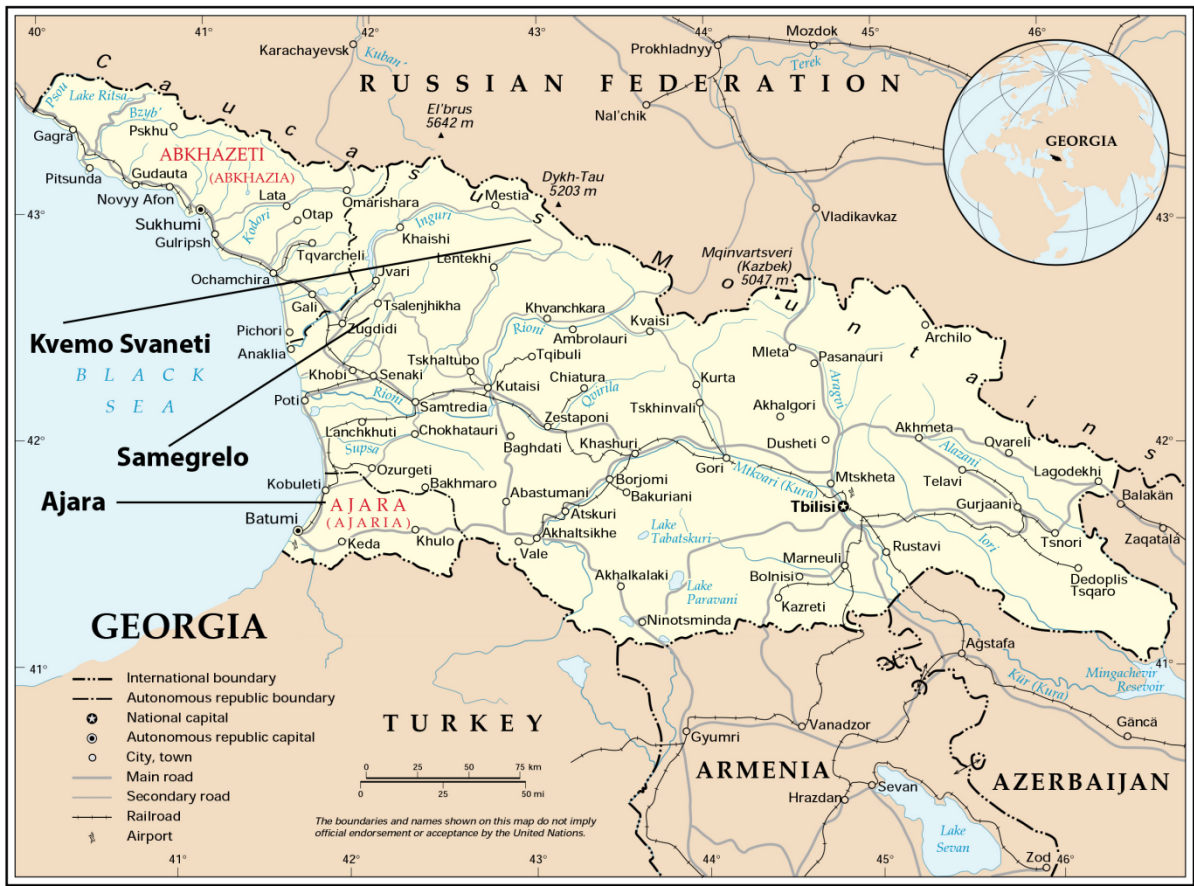 40°
41°
42°
43°
44°
45°
Karachayevsk
Kuban'
Prokhladnyy
Mozdok
Terek
RUSSIAN FEDERATION
Caucasus Mountains
Psou
Lake Ritsa
Bzyb'
Pskhu
El'brus
5642 m
Nal'chik
GEORGIA
Gagra
ABKHAZETI
(ABKHAZIA)
Pitsunda
Gudauta
Dykh-Tau
5203 m
Novyy Afon
Lata
Omarishara
Mestia
Vladikavkaz
43°
43°
Sukhumi
Otap
Kodori
Inguri
Gulripsh
Khaishi
Tqvarcheli
Lentekhi
Mqinvartsveri
(Kazbek)
5047 m
Ochamchira
Jvari
Gali
Tsalenjhikha
Khvanchkara
Kvaisi
Archilo
Pichori
Zugdidi
Rioni
Ambrolauri
Kvemo Svaneti
Anaklia
Mleta
Pasanauri
BLACK
SEA
Tskhaltubo
Tqibuli
Khobi
Senaki
Kutaisi
Chiatura
Kurta
Aragvi
Poti
Rioni
Samtredia
Qvirila
Tskhinvali
Akhalgori
Zestaponi
Lanchkhuti
Chokhatauri
Akhmeta
Qvareli
42°
42°
Samegrelo
Supsa
Baghdati
Khashuri
Dusheti
Alazani
Ozurgeti
Gori
Mtkvari (Kura)
Mtskheta
Telavi
Lagodekhi
Kobuleti
Bakhmaro
Borjomi
Bakuriani
Ajara
AJARA
(AJARIA)
Abastumani
Atskuri
Tbilisi
Gurjaani
Balakän
Batumi
Lake
Tabatskuri
Keda
Khulo
Vale
Akhaltsikhe
Iori
Tsnori
Zaqatala
Marneuli
Rustavi
Akhalkalaki
Lake
Paravani
Bolnisi
Dedoplis
Tsqaro
Kazreti
Ninotsminda
GEORGIA
41°
41°
Ağstafa
Mingachevir
Resevoir
Kür (Kura)
International boundary
Autonomous republic boundary
National capital
Autonomous republic capital
City, town
Main road
Secondary road
Railroad
Airport
TURKEY
Gyumri
Vanadzor
Gäncä
0 25 50 75 km
0 25 50 mi
ARMENIA
AZERBAIJAN
Hrazdan
Sevan
The boundaries and names shown on this map do not imply
official endorsement or acceptance by the United Nations.
Lake
Sevan
Zod
41°
42°
43°
44°
45°
46°